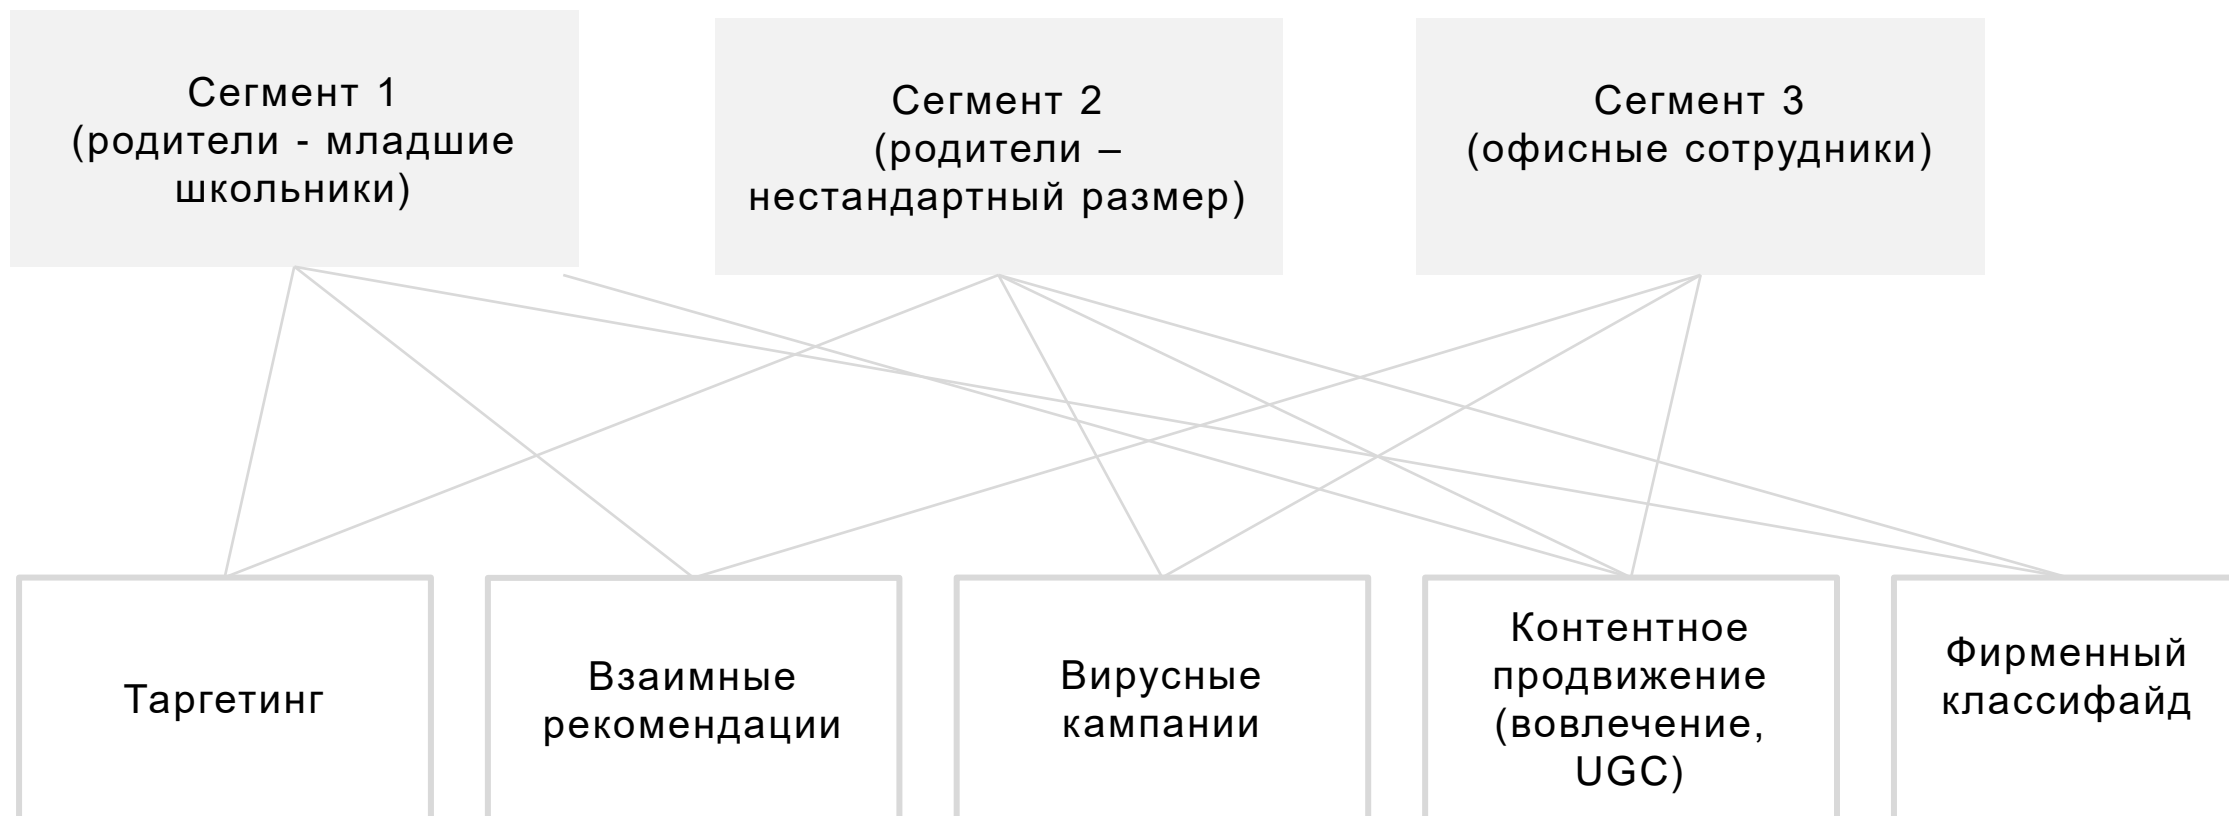 Сегмент 1
(родители - младшие
школьники)
Сегмент 2
(родители –
нестандартный размер)
Сегмент 3
(офисные сотрудники)
Таргетинг
Взаимные
рекомендации
Вирусные
кампании
Контентное
продвижение
(вовлечение,
UGC)
Фирменный
классифайд